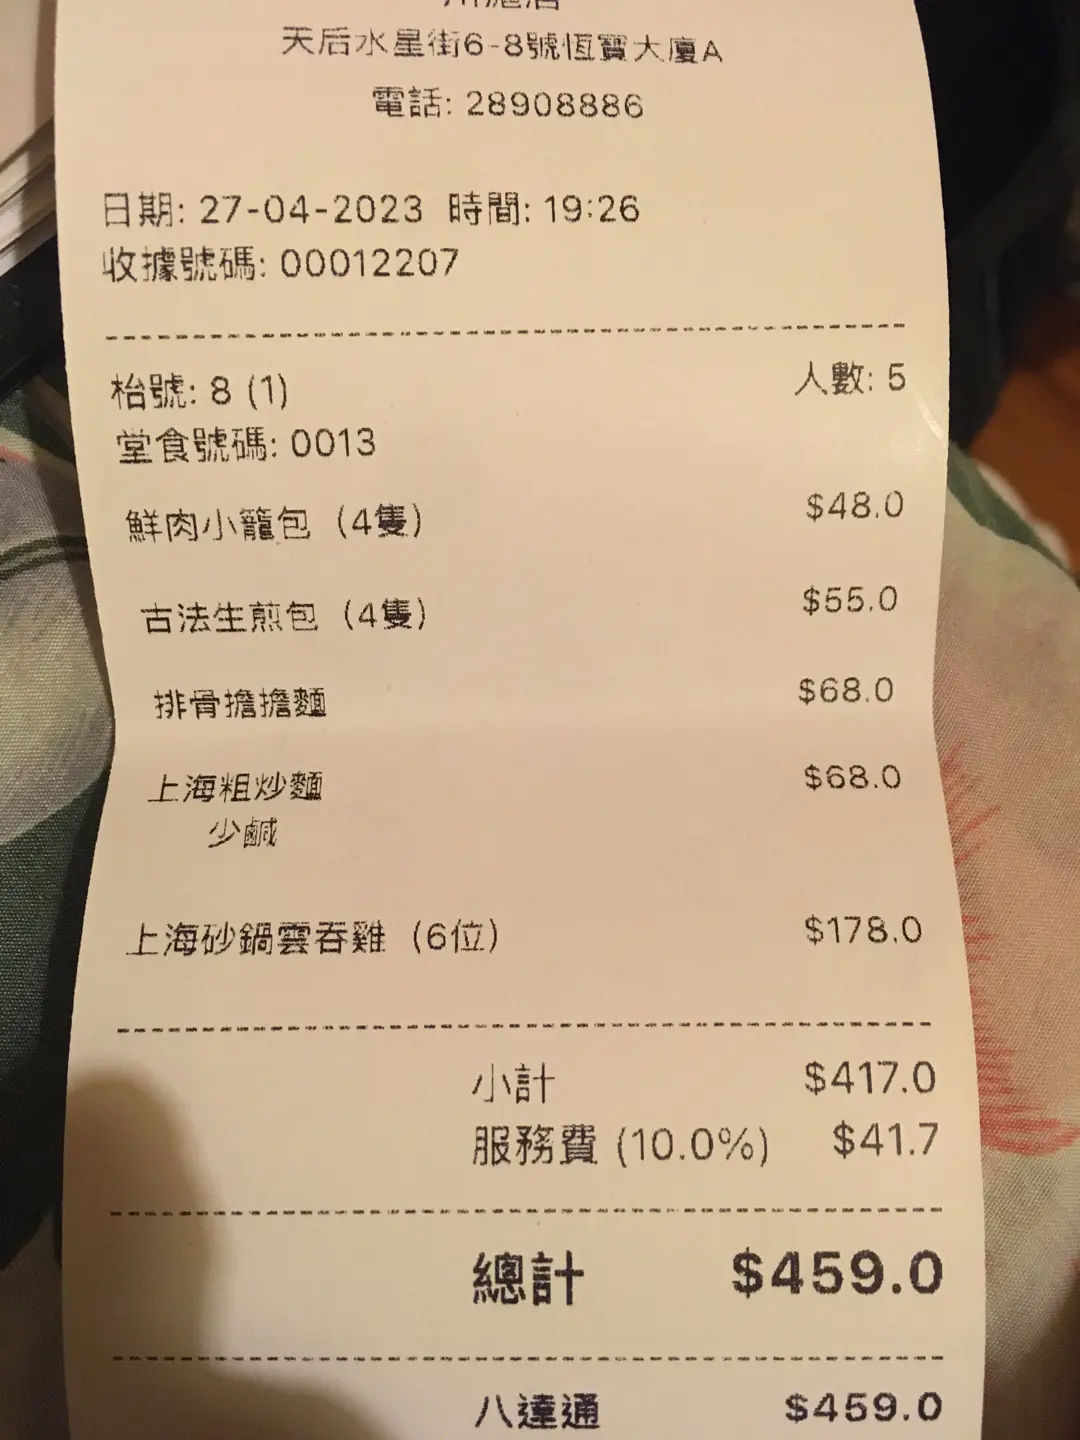 天后水星街6-8號恆寶大廈A
電話: 28908886
日期: 27-04-2023 時間: 19:26
收據號碼: 00012207
枱號: 8 (1) 人數: 5
堂食號碼: 0013
鮮肉小籠包 (4隻) $48.0
古法生煎包 (4隻) $55.0
排骨擔擔麵 $68.0
上海粗炒麵 $68.0
少鹹
上海砂鍋雲吞雞 (6位) $178.0
小計 $417.0
服務費 (10.0%) $41.7
總計 $459.0
八達通 $459.0